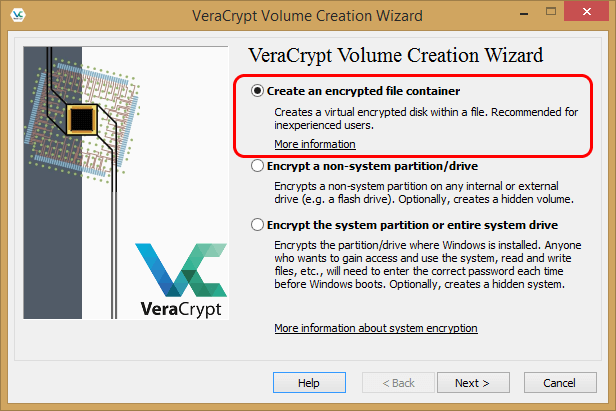 VeraCrypt Volume Creation Wizard
VeraCrypt Volume Creation Wizard
Create an encrypted file container
Creates a virtual encrypted disk within a file. Recommended for
inexperienced users.
More information
Encrypt a non-system partition/drive
Encrypts a non-system partition on any internal or external
drive (e.g. a flash drive). Optionally, creates a hidden volume.
Encrypt the system partition or entire system drive
Encrypts the partition/drive where Windows is installed. Anyone
who wants to gain access and use the system, read and write
files, etc., will need to enter the correct password each time
before Windows boots. Optionally, creates a hidden system.
More information about system encryption
VeraCrypt
Help
< Back
Next >
Cancel